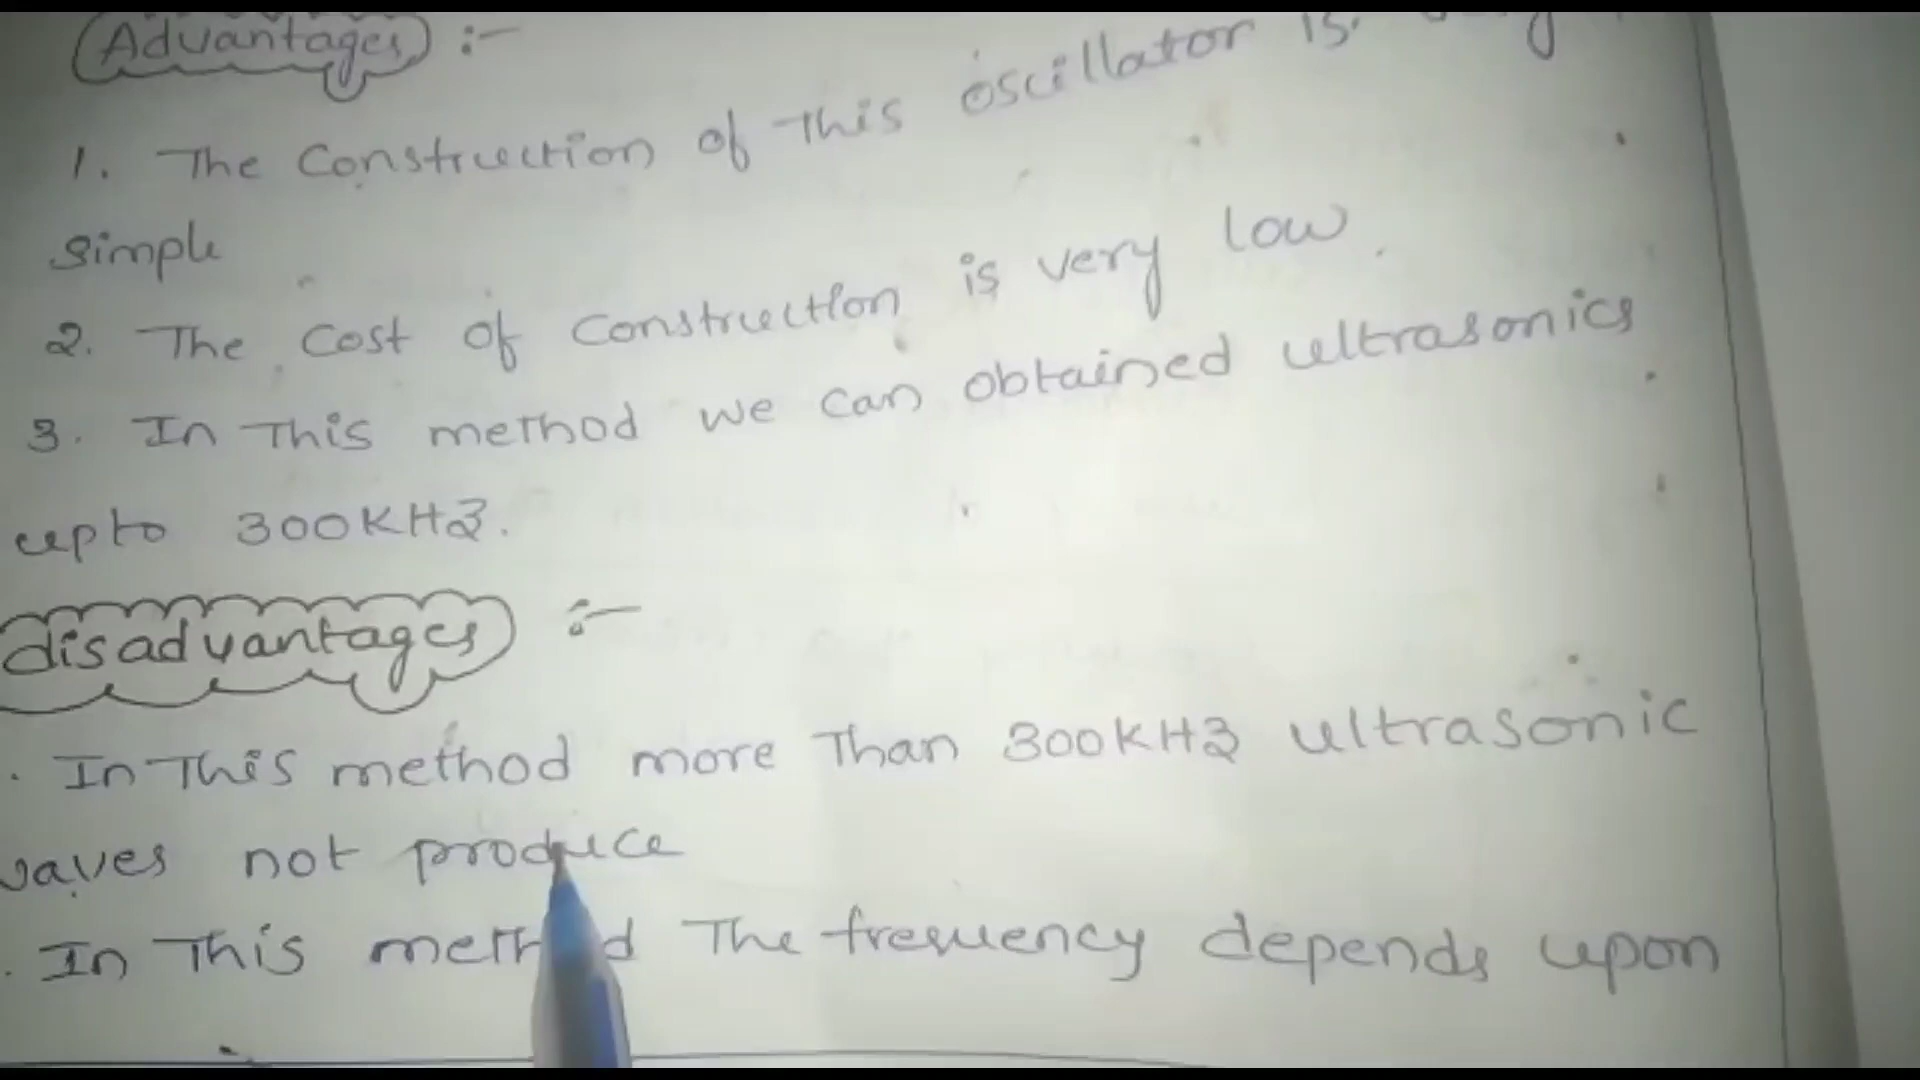 Advantages :-
1. The Construction of This oscillator is
Simple
2. The Cost of Construction is very low.
3. In This method we can obtained ultrasonics
upto 300KHz.
disadvantages :-
. In This method more Than 300KHz ultrasonic
waves not produce
. In This method The frequency depends upon